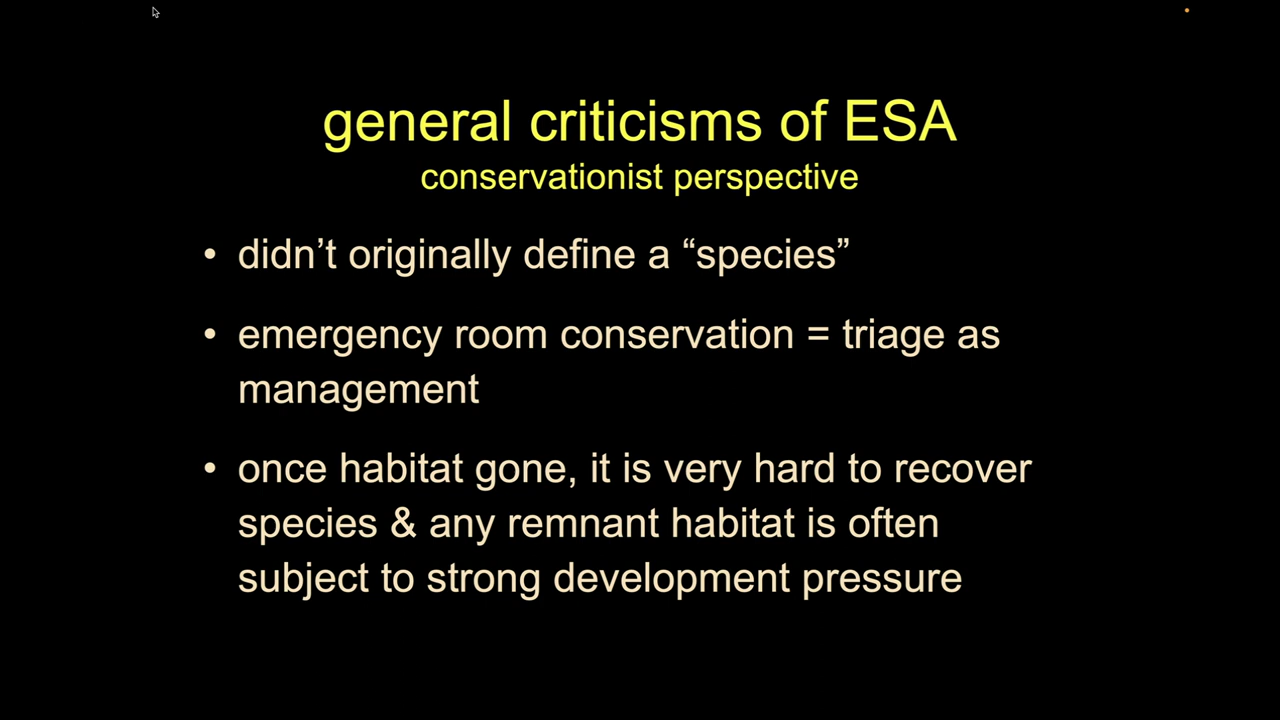 general criticisms of ESA
conservationist perspective
• didn’t originally define a “species”
• emergency room conservation = triage as
management
• once habitat gone, it is very hard to recover
species & any remnant habitat is often
subject to strong development pressure